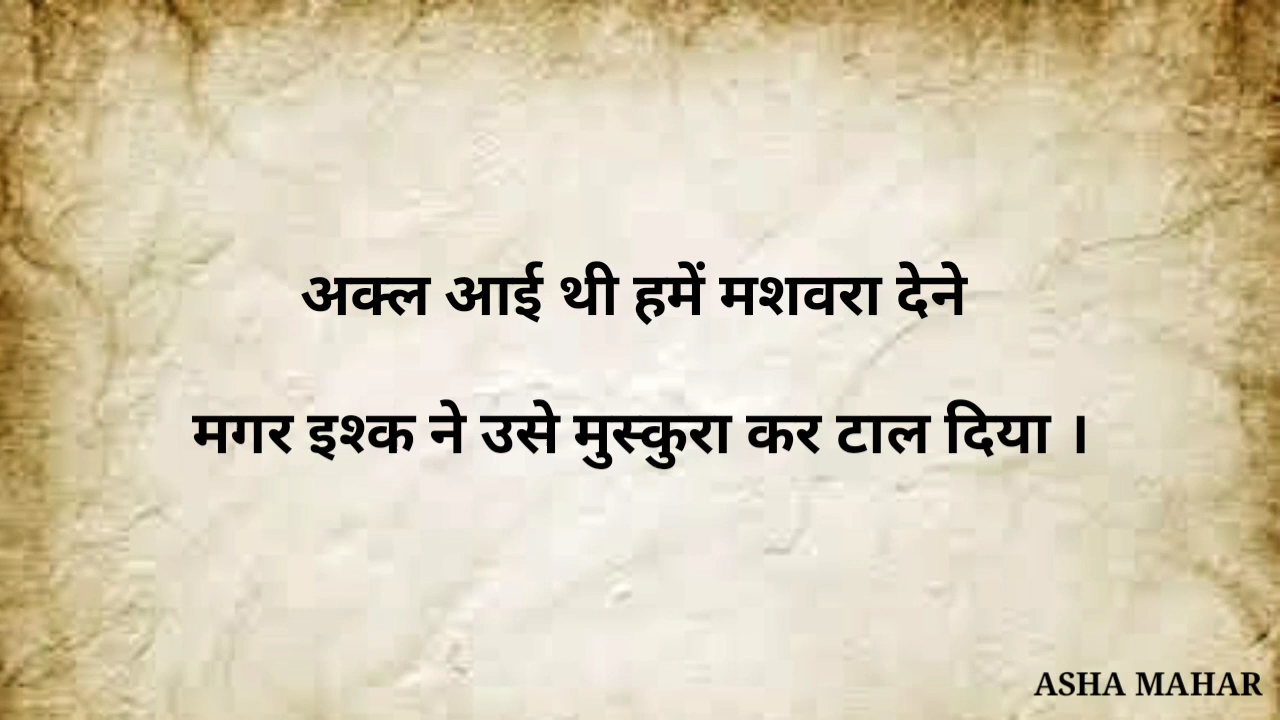 अक्ल आई थी हमें मशवरा देने
मगर इश्क ने उसे मुस्कुरा कर टाल दिया ।
ASHA MAHAR